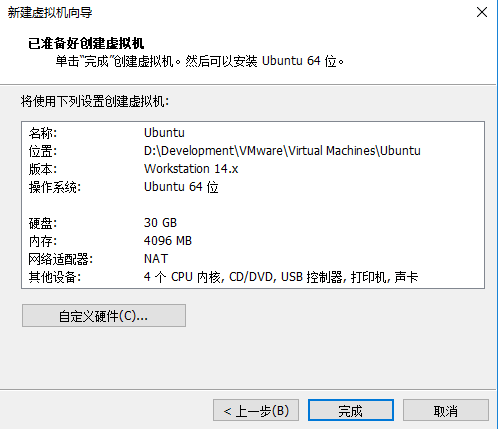 新建虚拟机向导
已准备好创建虚拟机
单击"完成"创建虚拟机。然后可以安装 Ubuntu 64 位。
将使用下列设置创建虚拟机:
名称: Ubuntu
位置: D:\Development\VMware\Virtual Machines\Ubuntu
版本: Workstation 14.x
操作系统: Ubuntu 64 位
硬盘: 30 GB
内存: 4096 MB
网络适配器: NAT
其他设备: 4 个 CPU 内核, CD/DVD, USB 控制器, 打印机, 声卡
自定义硬件(C)...
< 上一步(B) 完成 取消